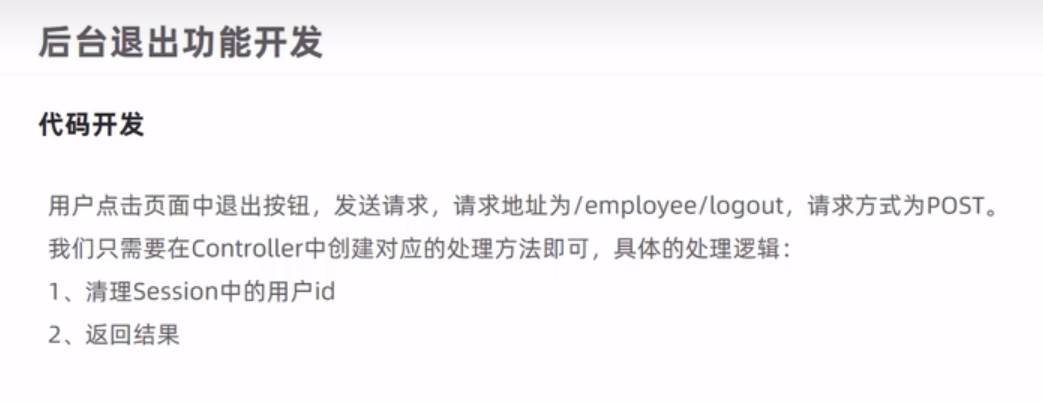 后台退出功能开发
代码开发
用户点击页面中退出按钮，发送请求，请求地址为/employee/logout，请求方式为POST。
我们只需要在Controller中创建对应的处理方法即可，具体的处理逻辑：
1、清理Session中的用户id
2、返回结果